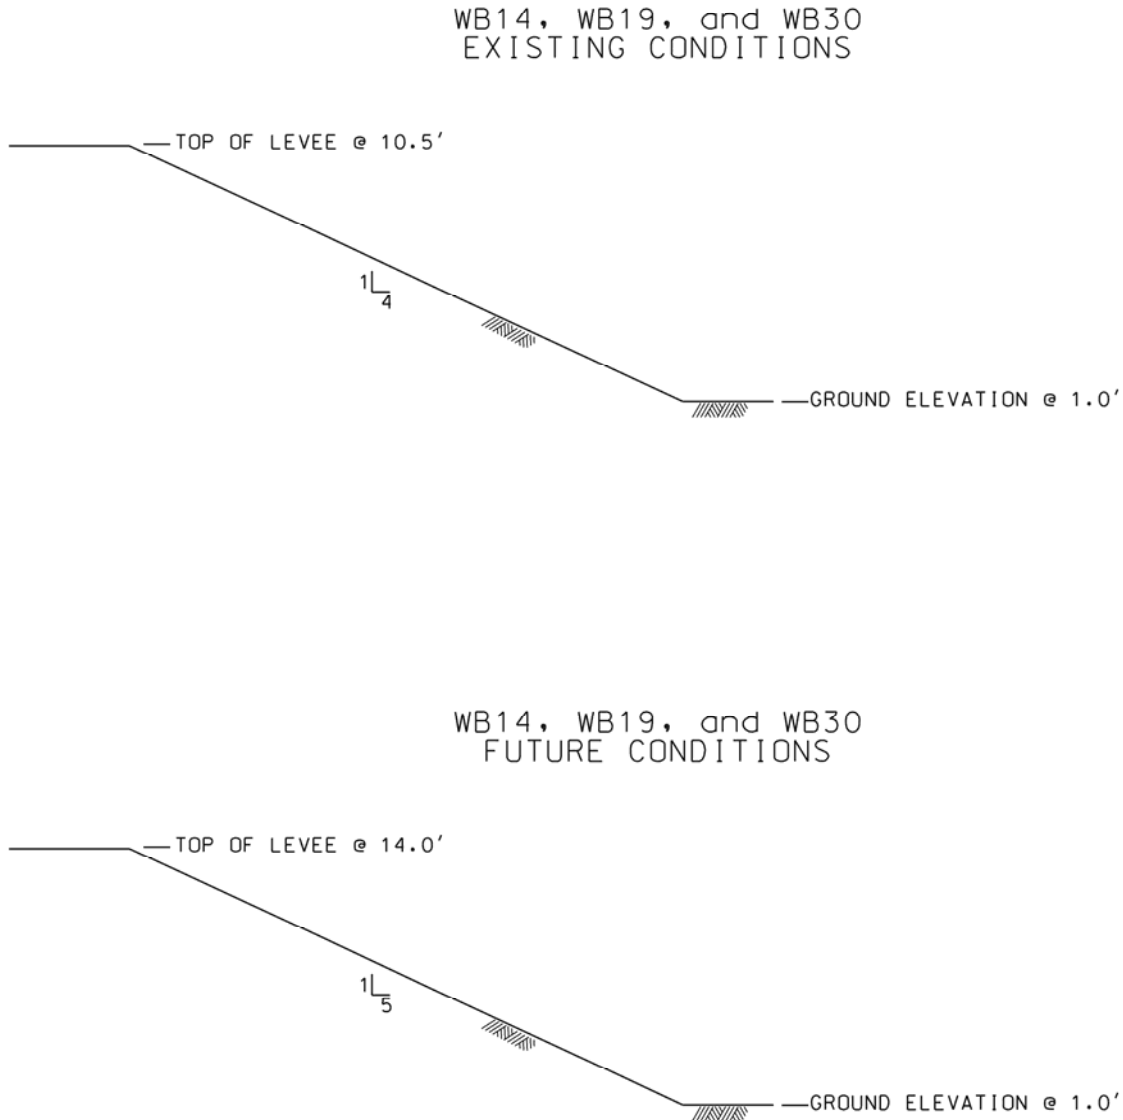 WB14, WB19, and WB30
EXISTING CONDITIONS
TOP OF LEVEE @ 10.5'
1
4
GROUND ELEVATION @ 1.0'
WB14, WB19, and WB30
FUTURE CONDITIONS
TOP OF LEVEE @ 14.0'
1
5
GROUND ELEVATION @ 1.0'